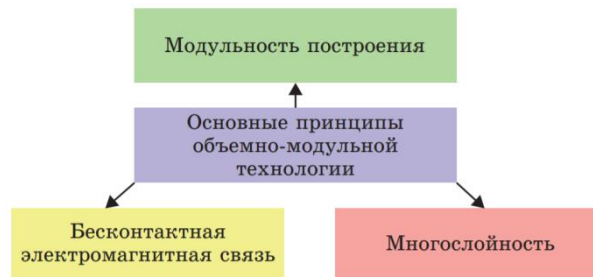 Модульность построения
Основные принципы
объемно-модульной
технологии
Бесконтактная
электромагнитная связь
Многослойность